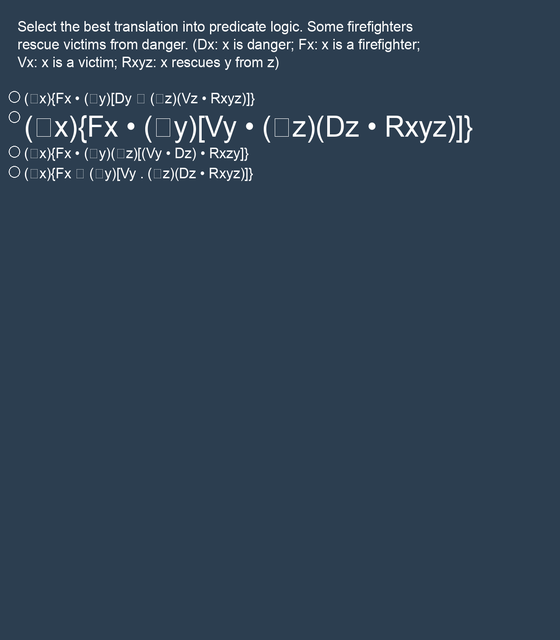 Select the best translation into predicate logic. Some firefighters
rescue victims from danger. (Dx: x is danger; Fx: x is a firefighter;
Vx: x is a victim; Rxyz: x rescues y from z)
(□x){Fx • (□y)[Dy □ (□z)(Vz • Rxyz)]}
(□x){Fx • (□y)[Vy • (□z)(Dz • Rxyz)]}
(□x){Fx • (□y)(□z)[(Vy • Dz) • Rxzy]}
(□x){Fx □ (□y)[Vy . (□z)(Dz • Rxyz)]}